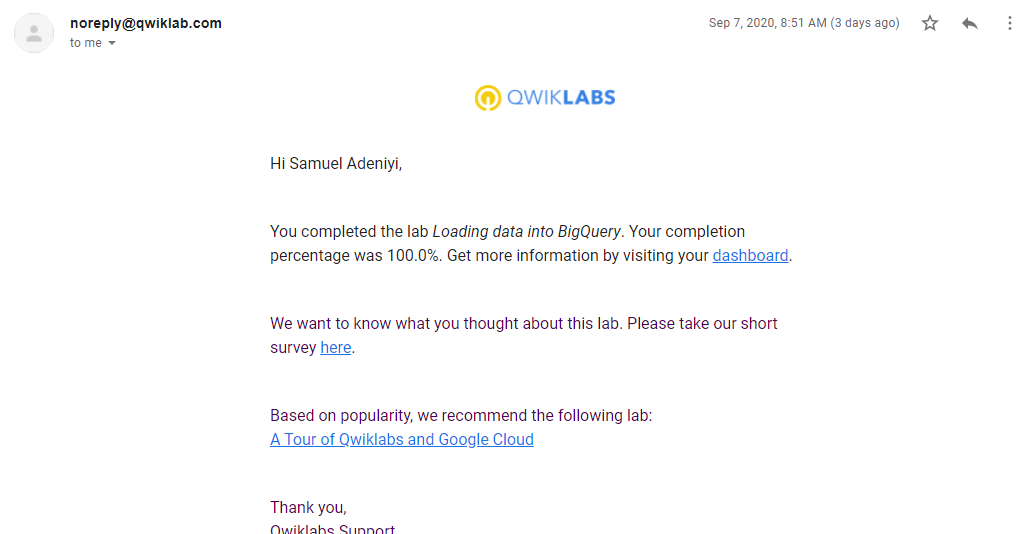 noreply@qwiklab.com
Sep 7, 2020, 8:51 AM (3 days ago)
to me
QWIKLABS
Hi Samuel Adeniyi,
You completed the lab Loading data into BigQuery. Your completion
percentage was 100.0%. Get more information by visiting your dashboard.
We want to know what you thought about this lab. Please take our short
survey here.
Based on popularity, we recommend the following lab:
A Tour of Qwiklabs and Google Cloud
Thank you,
Qwiklabs Support